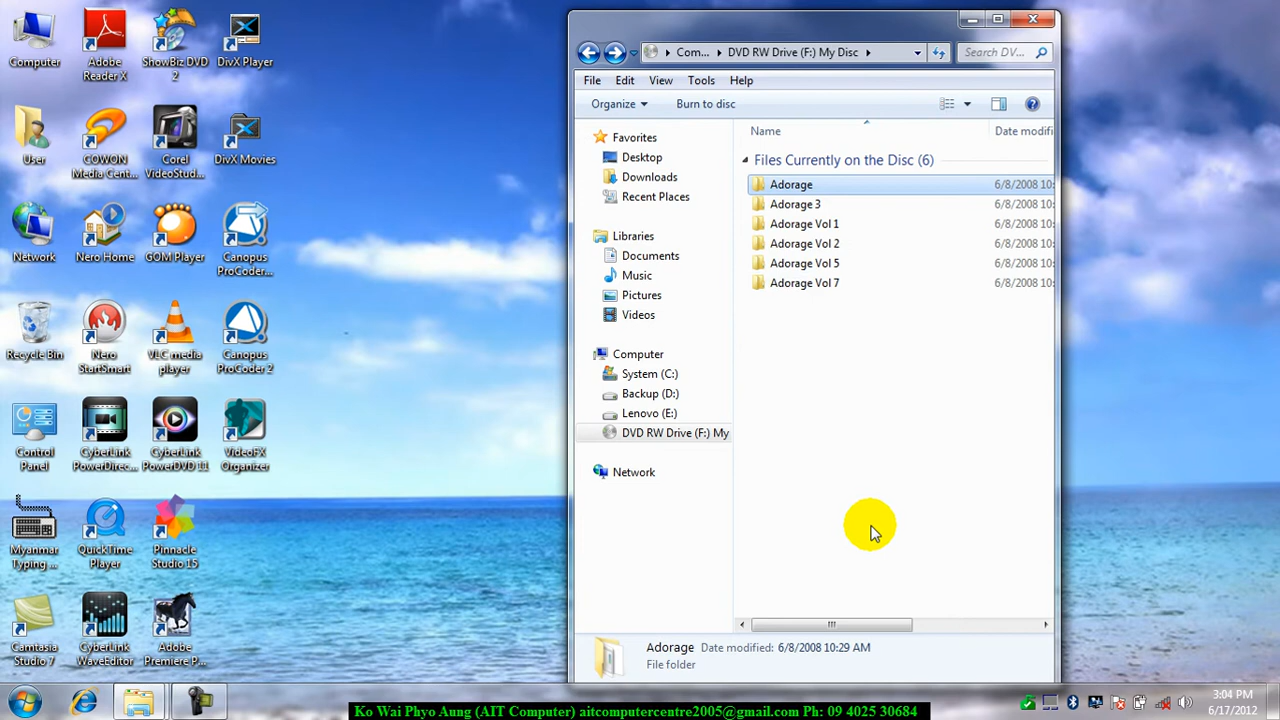 Computer
Adobe Reader X
ShowBiz DVD 2
DivX Player
User
COWON Media Cent...
Corel VideoStud...
DivX Movies
Network
Nero Home
GOM Player
Canopus ProCoder...
Recycle Bin
Nero StartSmart
VLC media player
Canopus ProCoder 2
Control Panel
CyberLink PowerDirec...
CyberLink PowerDVD 11
VideoFX Organizer
Myanmar Typing ...
QuickTime Player
Pinnacle Studio 15
Camtasia Studio 7
CyberLink WaveEditor
Adobe Premiere P...
Com... DVD RW Drive (F:) My Disc
Search DV...
File Edit View Tools Help
Organize Burn to disc
Favorites
Desktop
Downloads
Recent Places
Libraries
Documents
Music
Pictures
Videos
Computer
System (C:)
Backup (D:)
Lenovo (E:)
DVD RW Drive (F:) My
Network
Name Date modifi
Files Currently on the Disc (6)
Adorage 6/8/2008 10:
Adorage 3 6/8/2008 10:
Adorage Vol 1 6/8/2008 10:
Adorage Vol 2 6/8/2008 10:
Adorage Vol 5 6/8/2008 10:
Adorage Vol 7 6/8/2008 10:
Adorage Date modified: 6/8/2008 10:29 AM
File folder
3:04 PM
6/17/2012
Ko Wai Phyo Aung (AIT Computer) aitcomputercentre2005@gmail.com Ph: 09 4025 30684